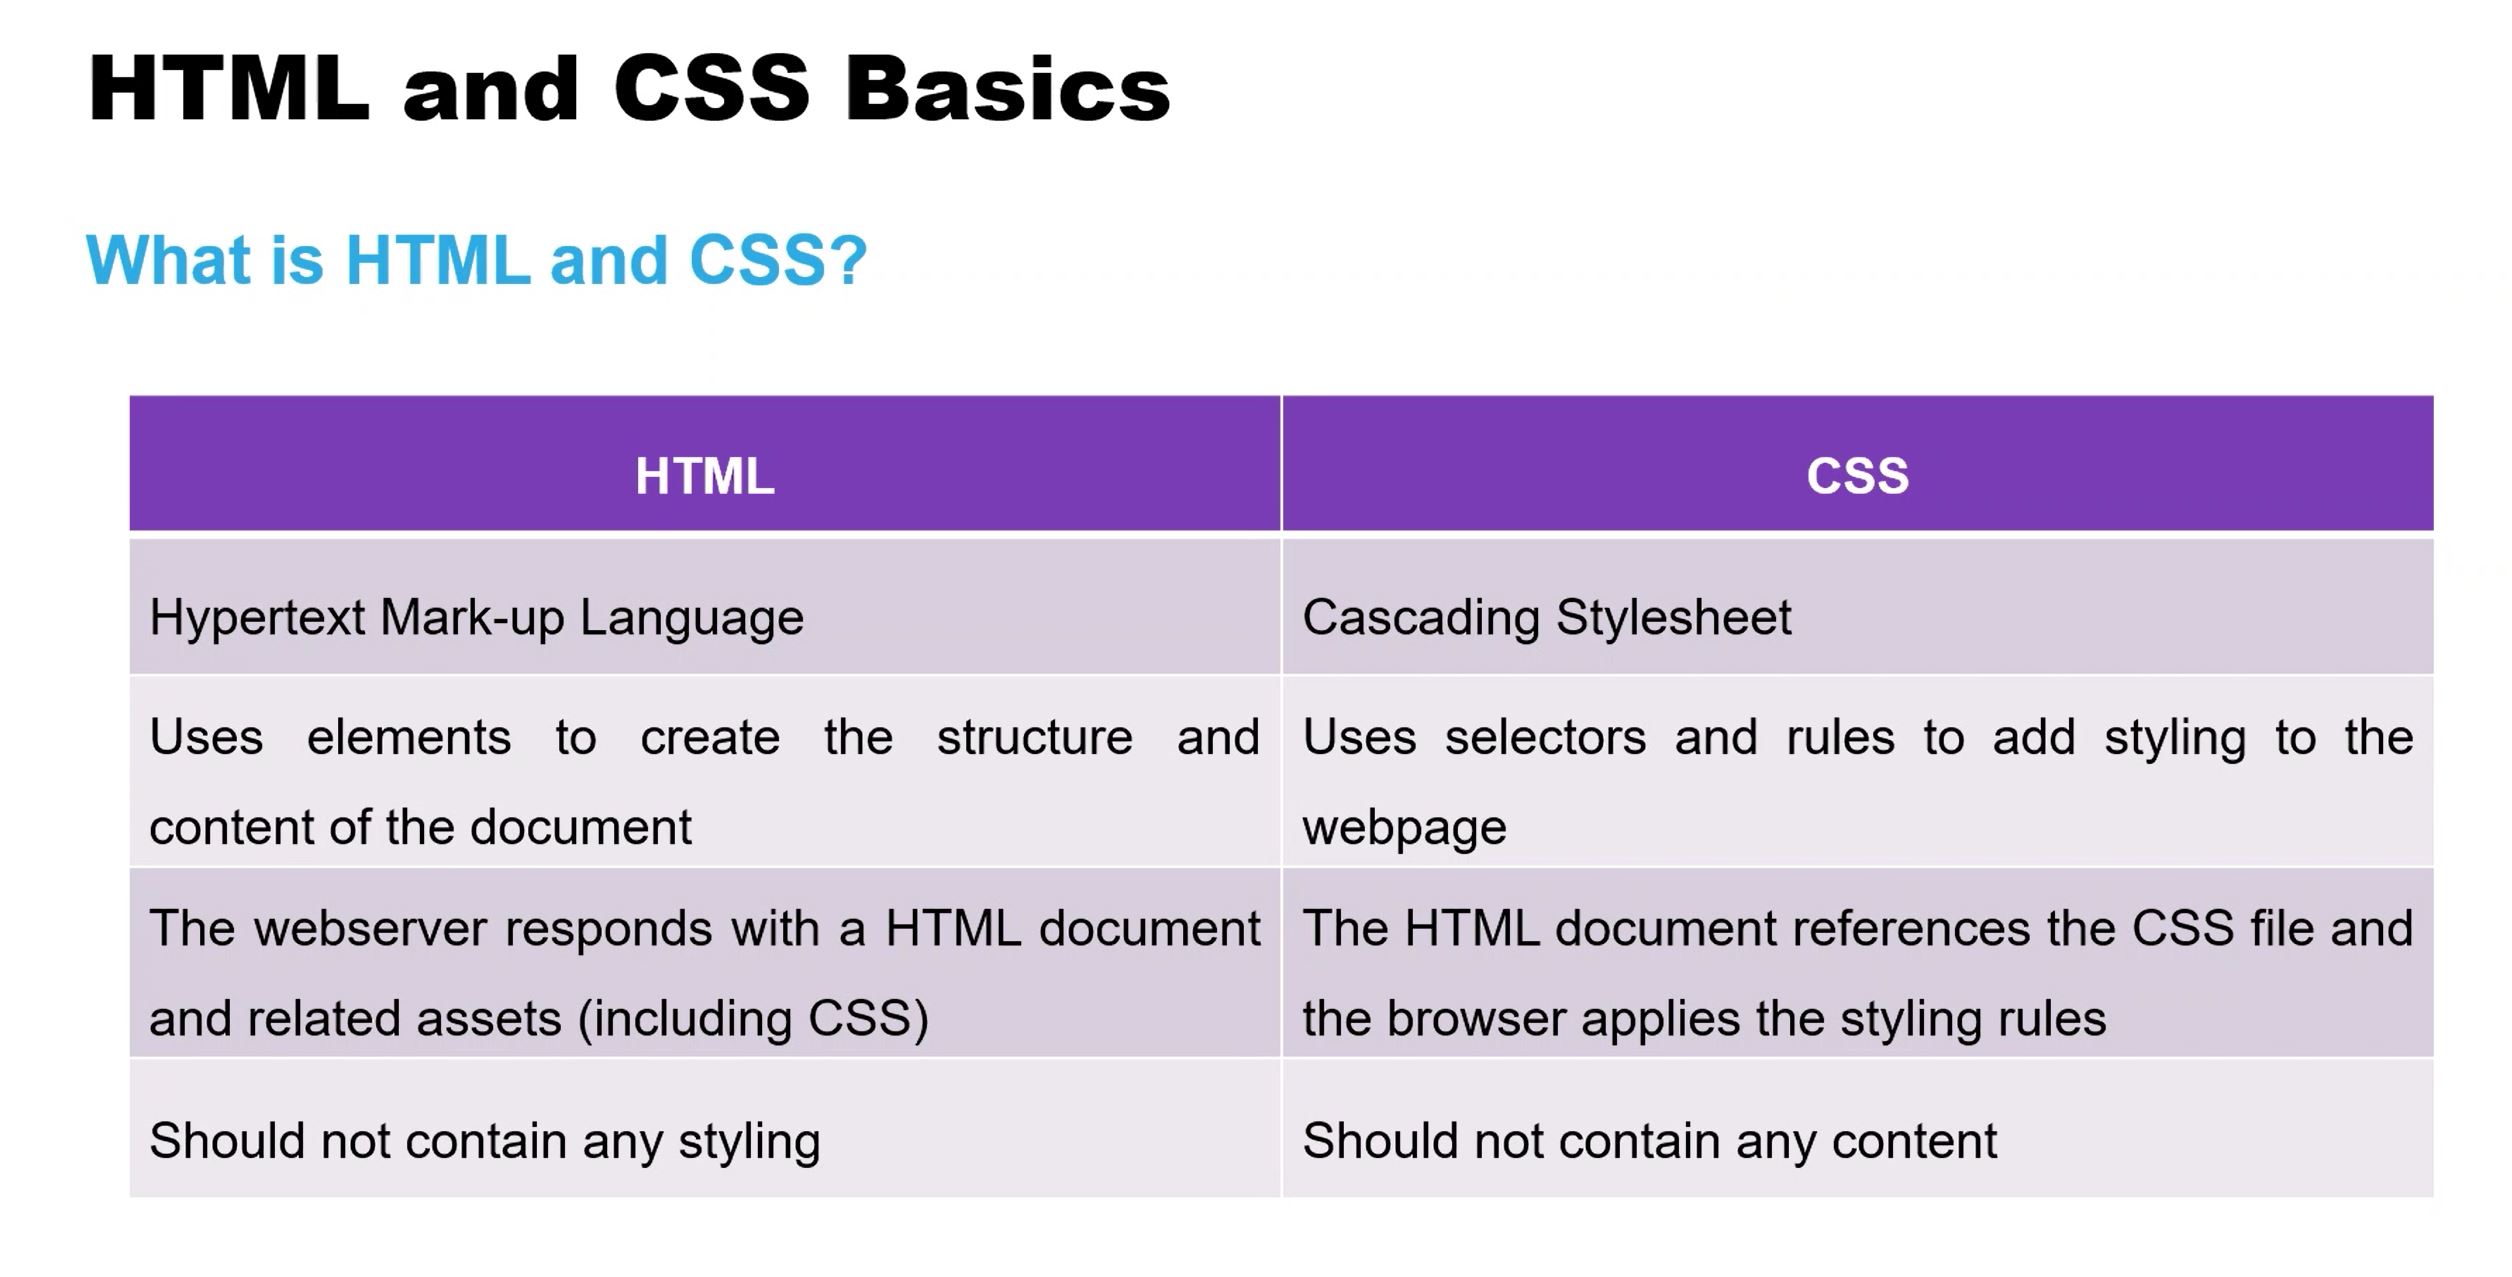 HTML and CSS Basics
What is HTML and CSS?
HTML
CSS
Hypertext Mark-up Language
Cascading Stylesheet
Uses elements to create the structure and
content of the document
Uses selectors and rules to add styling to the
webpage
The webserver responds with a HTML document
and related assets (including CSS)
The HTML document references the CSS file and
the browser applies the styling rules
Should not contain any styling
Should not contain any content